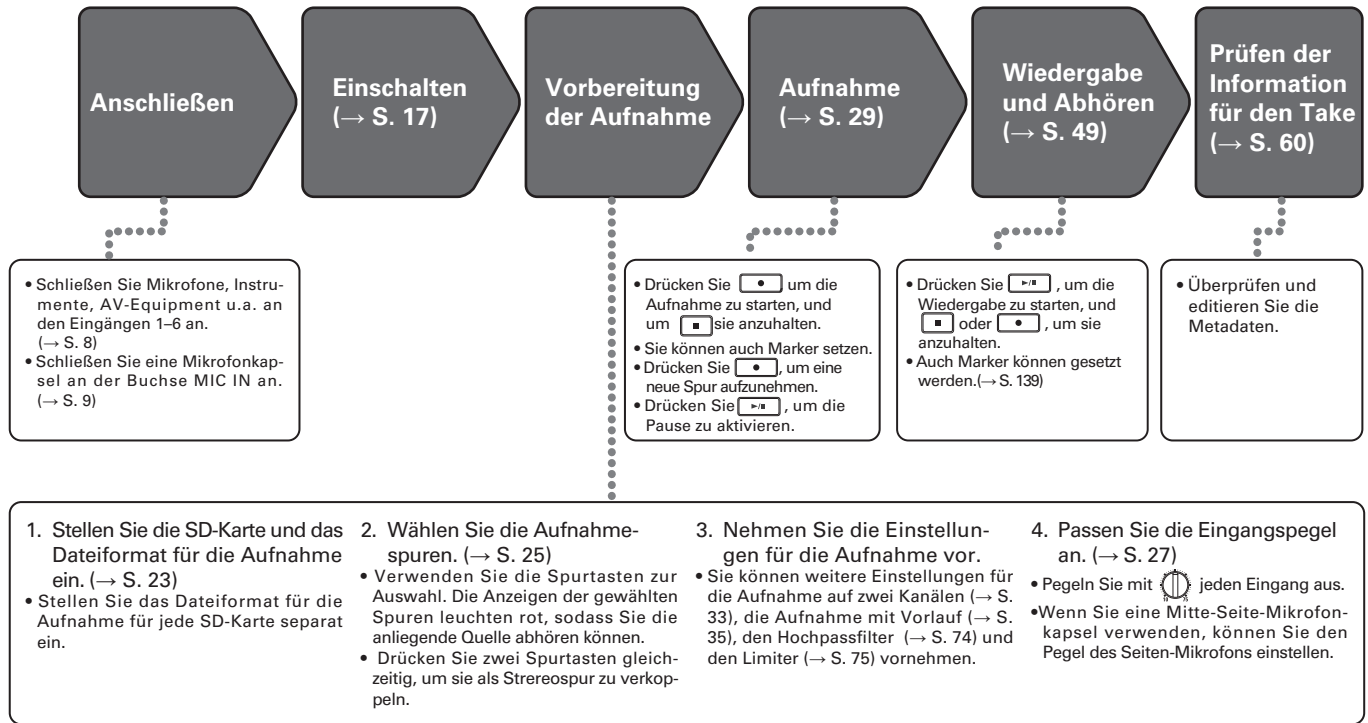 Anschließen
Einschalten
(→ S. 17)
Vorbereitung
der Aufnahme
Aufnahme
(→ S. 29)
Wiedergabe
und Abhören
(→ S. 49)
Prüfen der
Information
für den Take
(→ S. 60)
• Schließen Sie Mikrofone, Instru-
mente, AV-Equipment u.a. an
den Eingängen 1–6 an.
(→ S. 8)
• Schließen Sie eine Mikrofonkap-
sel an der Buchse MIC IN an.
(→ S. 9)
• Drücken Sie , um die
Aufnahme zu starten, und
um sie anzuhalten.
• Sie können auch Marker setzen.
• Drücken Sie , um eine
neue Spur aufzunehmen.
• Drücken Sie , um die
Pause zu aktivieren.
• Drücken Sie , um die
Wiedergabe zu starten, und
oder , um sie
anzuhalten.
• Auch Marker können gesetzt
werden.(→ S. 139)
• Überprüfen und
editieren Sie die
Metadaten.
1. Stellen Sie die SD-Karte und das
Dateiformat für die Aufnahme
ein. (→ S. 23)
• Stellen Sie das Dateiformat für die
Aufnahme für jede SD-Karte separat
ein.
2. Wählen Sie die Aufnahme-
spuren. (→ S. 25)
• Verwenden Sie die Spurtasten zur
Auswahl. Die Anzeigen der gewählten
Spuren leuchten rot, sodass Sie die
anliegende Quelle abhören können.
• Drücken Sie zwei Spurtasten gleich-
zeitig, um sie als Strereospur zu verkop-
peln.
3. Nehmen Sie die Einstellun-
gen für die Aufnahme vor.
• Sie können weitere Einstellungen für
die Aufnahme auf zwei Kanälen (→ S.
33), die Aufnahme mit Vorlauf (→ S.
35), den Hochpassfilter (→ S. 74) und
den Limiter (→ S. 75) vornehmen.
4. Passen Sie die Eingangspegel
an. (→ S. 27)
• Pegeln Sie mit jeden Eingang aus.
•Wenn Sie eine Mitte-Seite-Mikrofon-
kapsel verwenden, können Sie den
Pegel des Seiten-Mikrofons einstellen.